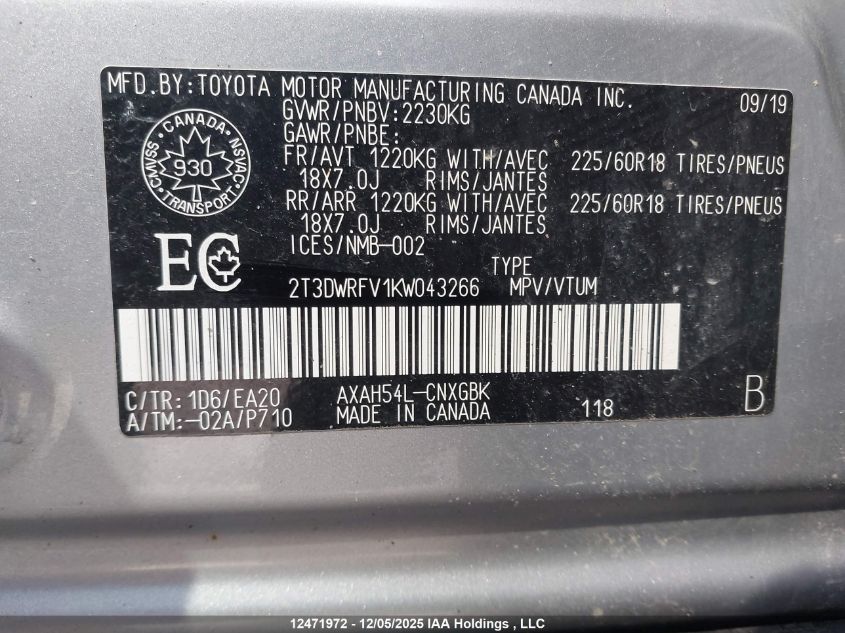 MFD.BY:TOYOTA MOTOR MANUFACTURING CANADA INC. 09/19
GVWR/PNBV:2230KG
GAWR/PNBE:
FR/AVT 1220KG WITH/AVEC 225/60R18 TIRES/PNEUS
18X7.0J RIMS/JANTES
RR/ARR 1220KG WITH/AVEC 225/60R18 TIRES/PNEUS
18X7.0J RIMS/JANTES
ICES/NMB-002
CANADA
CMVSS 930 NSVAC
TRANSPORT
EC
TYPE
2T3DWRFV1KW043266 MPV/VTUM
C/TR: 1D6/EA20 AXAH54L-CNXGBK
A/TM:-02A/P710 MADE IN CANADA 118 B
12471972 - 12/05/2025 IAA Holdings , LLC